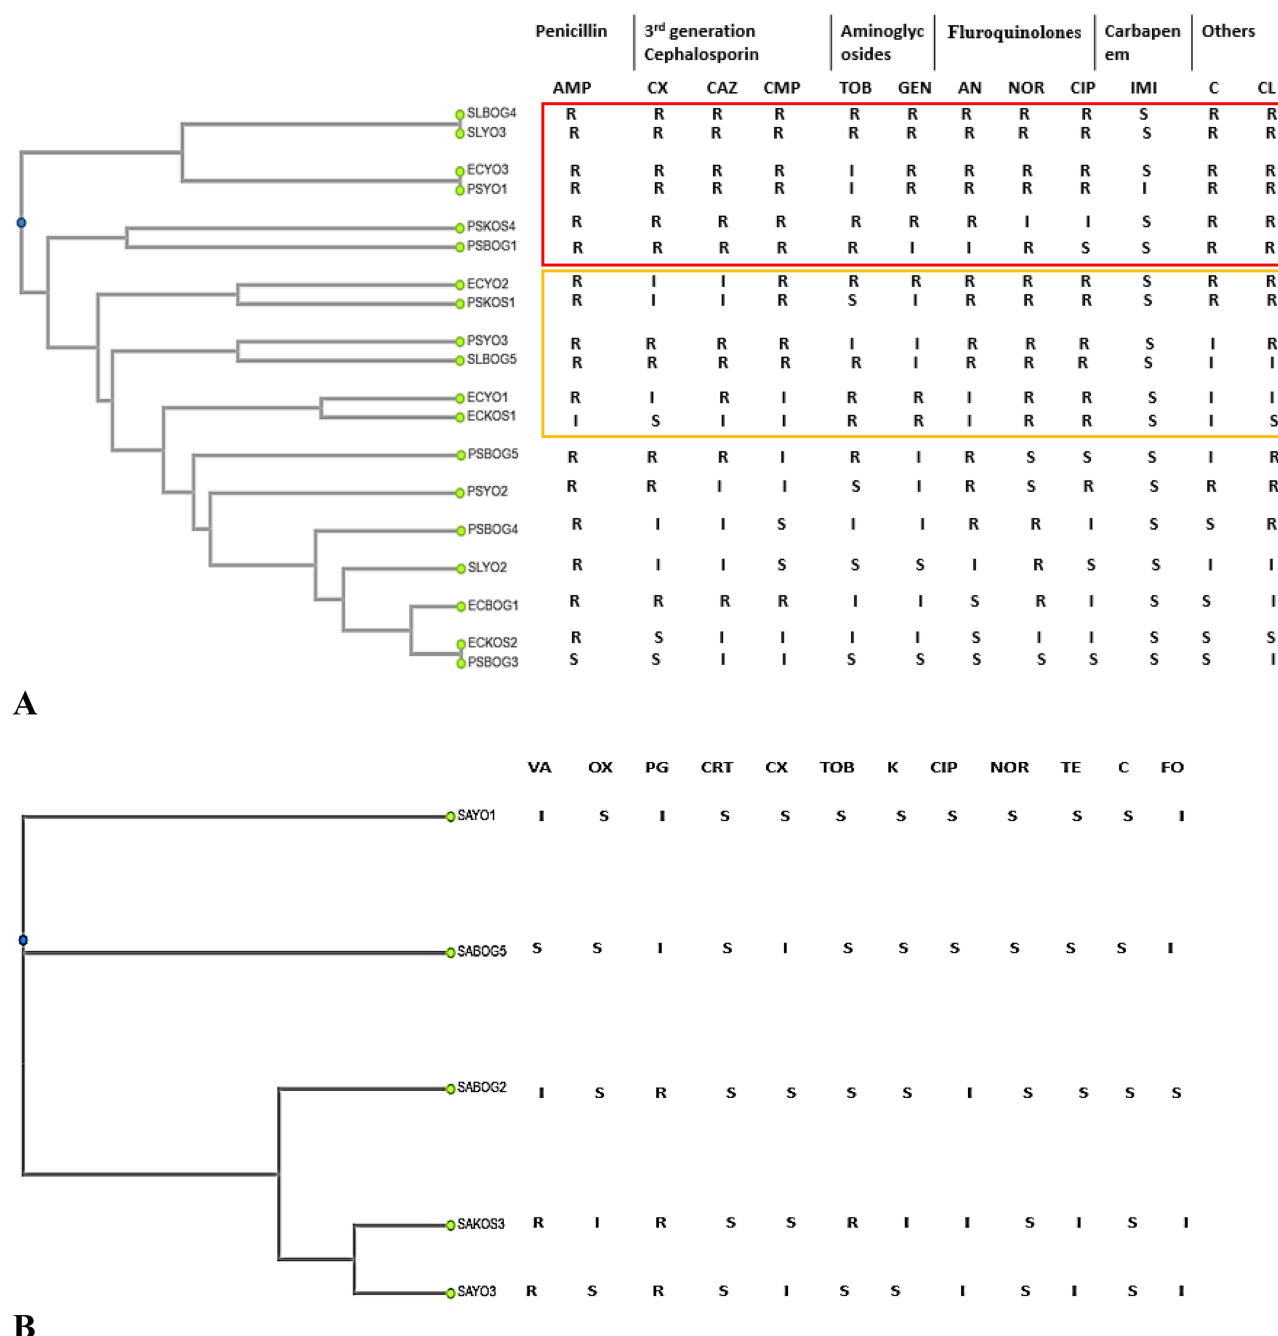 Penicillin 3rd generation Aminoglyc Fluroquinolones Carbapen Others
Cephalosporin osides em
AMP CX CAZ CMP TOB GEN AN NOR CIP IMI C CL
SLBOG4 R R R R R R R R R S R R
SLYO3 R R R R R R R R R S R R
ECYO3 R R R R I R R R R S R R
PSYO1 R R R R I R R R R I R R
PSKOS4 R R R R R R R I I S R R
PSBOG1 R R R R R I I R S S R R
ECYO2 R I I R R R R R R S R R
PSKOS1 R I I R S I R R R S R R
PSYO3 R R R R I I R R R S I R
SLBOG5 R R R R R I R R R S I I
ECYO1 R I R I R R I R R S I I
ECKOS1 I S I I R R I R R S I S
PSBOG5 R R R I R I R S S S I R
PSYO2 R R I I S I R S R S R R
PSBOG4 R I I S I I R R I S S R
SLYO2 R I I S S S I R S S I I
ECBOG1 R R R R I I S R I S S I
ECKOS2 R S I I I I S I I S S S
PSBOG3 S S I I S S S S S S S I
A
VA OX PG CRT CX TOB K CIP NOR TE C FO
SAYO1 I S I S S S S S S S S I
SABOG5 S S I S I S S S S S S I
SABOG2 I S R S S S S I S S S S
SAKOS3 R I R S S R I I S I S I
SAYO3 R S R S I S S I S I S I
B